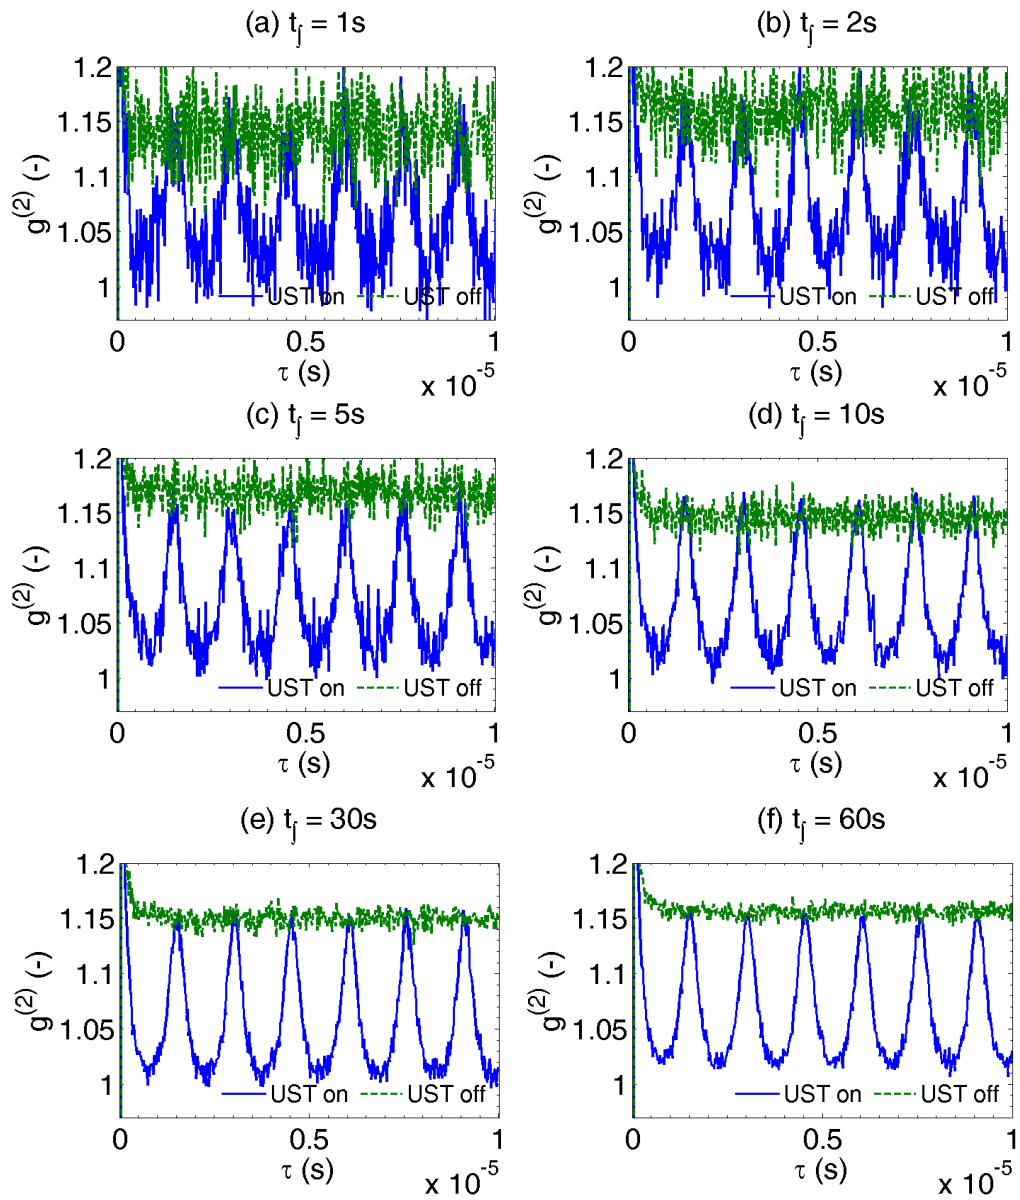 (a) t∫ = 1s
(b) t∫ = 2s
1.2
1.15
1.1
1.05
1
g(2) (-)
UST on
UST off
0
0.5
1
τ (s)
x 10-5
1.2
1.15
1.1
1.05
1
g(2) (-)
UST on
UST off
0
0.5
1
τ (s)
x 10-5
(c) t∫ = 5s
(d) t∫ = 10s
1.2
1.15
1.1
1.05
1
g(2) (-)
UST on
UST off
0
0.5
1
τ (s)
x 10-5
1.2
1.15
1.1
1.05
1
g(2) (-)
UST on
UST off
0
0.5
1
τ (s)
x 10-5
(e) t∫ = 30s
(f) t∫ = 60s
1.2
1.15
1.1
1.05
1
g(2) (-)
UST on
UST off
0
0.5
1
τ (s)
x 10-5
1.2
1.15
1.1
1.05
1
g(2) (-)
UST on
UST off
0
0.5
1
τ (s)
x 10-5